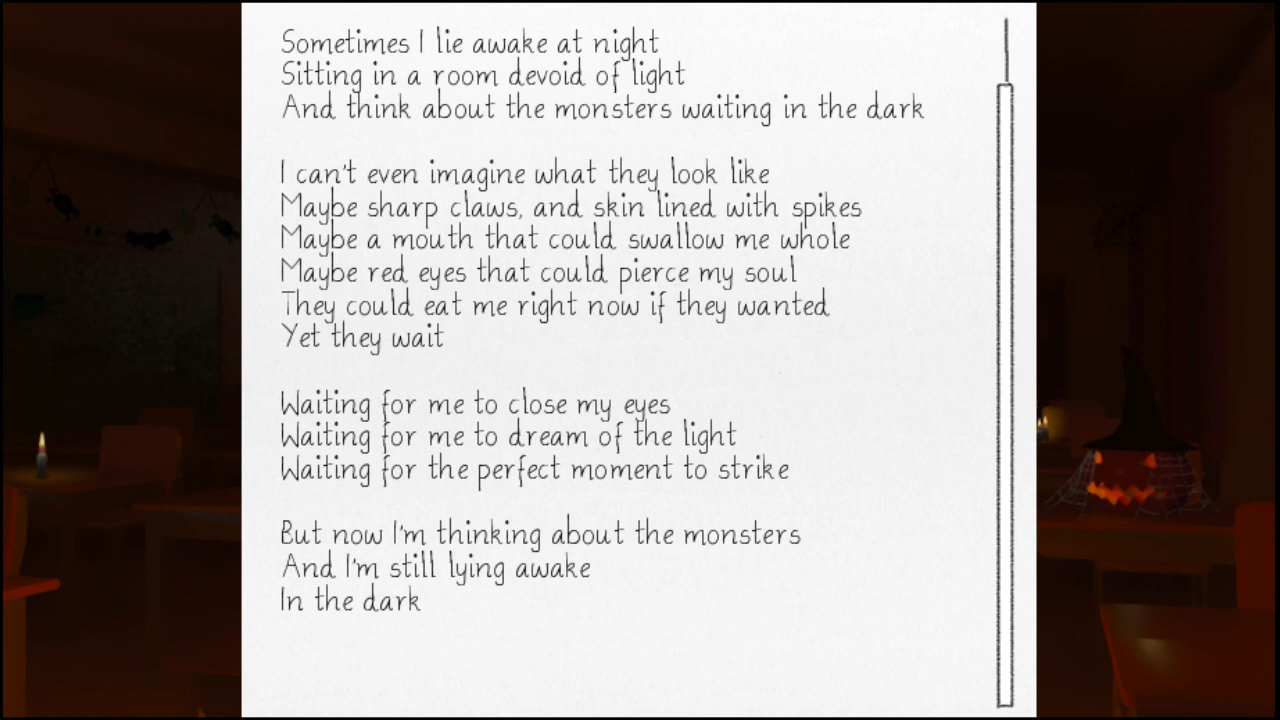 Sometimes I lie awake at night
Sitting in a room devoid of light
And think about the monsters waiting in the dark

I can't even imagine what they look like
Maybe sharp claws, and skin lined with spikes
Maybe a mouth that could swallow me whole
Maybe red eyes that could pierce my soul
They could eat me right now if they wanted
Yet they wait

Waiting for me to close my eyes
Waiting for me to dream of the light
Waiting for the perfect moment to strike

But now I'm thinking about the monsters
And I'm still lying awake
In the dark